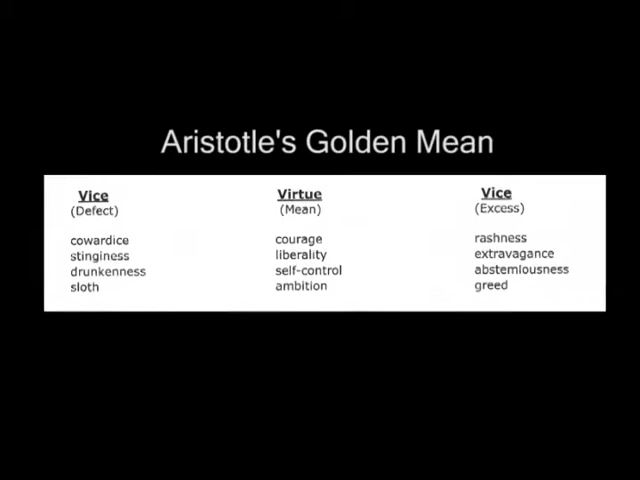 Aristotle's Golden Mean
Vice Virtue Vice
(Defect) (Mean) (Excess)
cowardice courage rashness
stinginess liberality extravagance
drunkenness self-control abstemiousness
sloth ambition greed